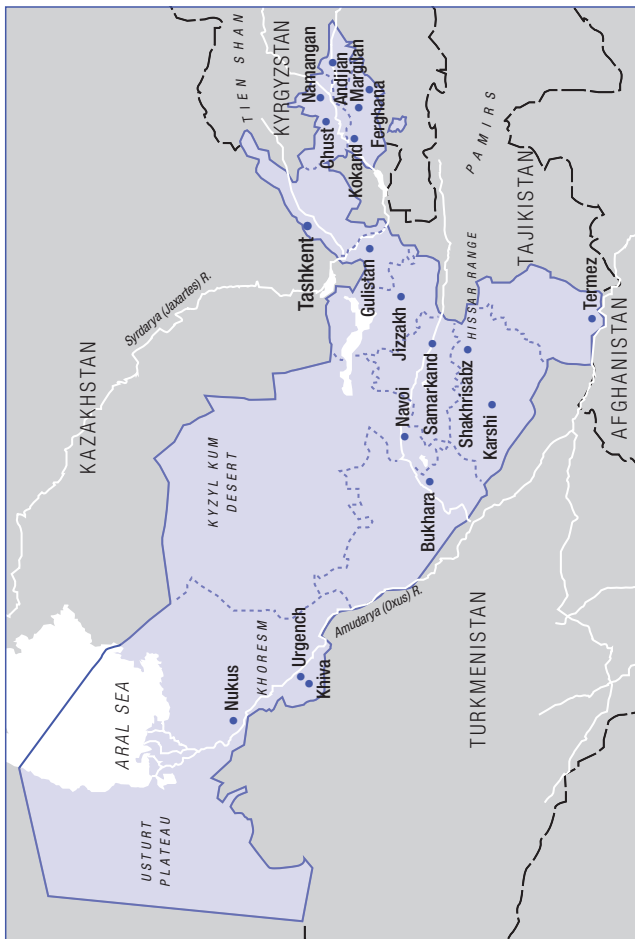 KAZAKHSTAN
Syrdarya (Jaxartes) R.
TIEN SHAN
KYRGYZSTAN
ARAL SEA
USTURT
PLATEAU
KYZYL KUM
DESERT
Tashkent
Namangan
Andijan
Chust
Margilan
Kokand
Ferghana
Nukus
KHORESM
Urgench
Khiva
Gulistan
Jizzakh
Navoi
Samarkand
Bukhara
Amudarya (Oxus) R.
Shakhrisabz
HISSAR RANGE
PAMIRS
Karshi
TAJIKISTAN
TURKMENISTAN
Termez
AFGHANISTAN